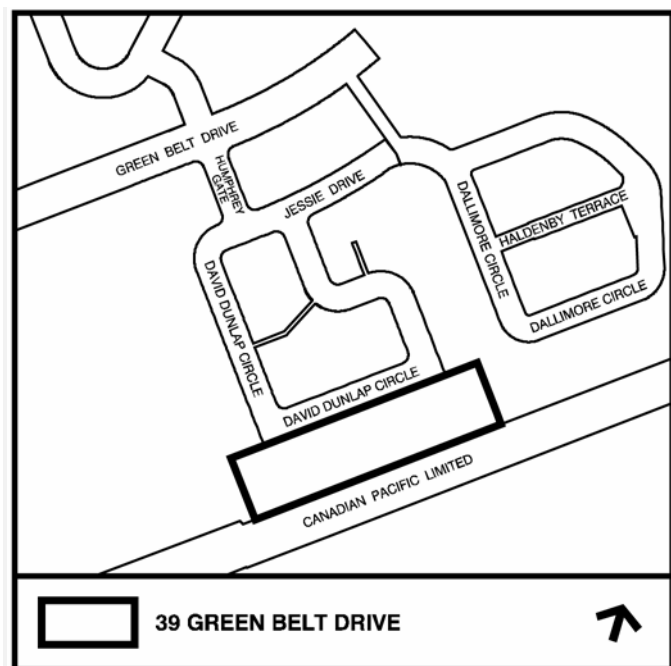 GREEN BELT DRIVE
HUMPHREY
GATE
JESSIE DRIVE
DALLIMORE CIRCLE
HALDENBY TERRACE
DALLIMORE CIRCLE
DAVID DUNLAP CIRCLE
DAVID DUNLAP CIRCLE
CANADIAN PACIFIC LIMITED
39 GREEN BELT DRIVE